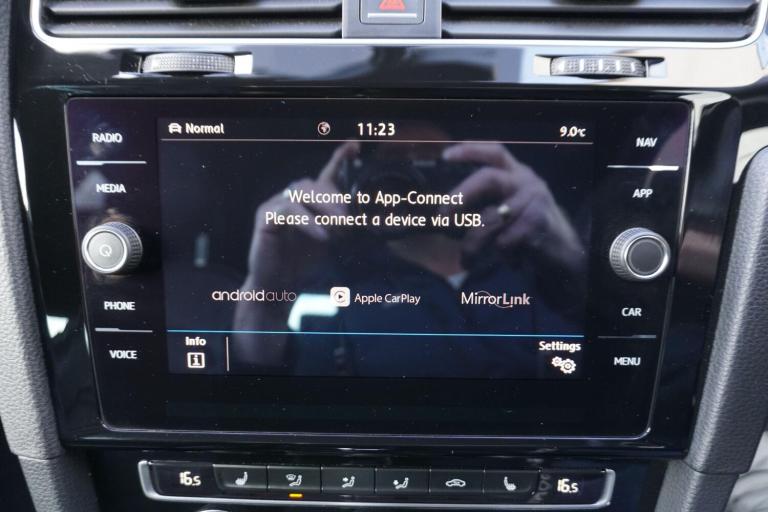 RADIO
MEDIA
PHONE
VOICE
Normal
11:23
9.0°C
Welcome to App-Connect
Please connect a device via USB.
androidauto
Apple CarPlay
MirrorLink
Info
Settings
NAV
APP
CAR
MENU
16.5
16.5